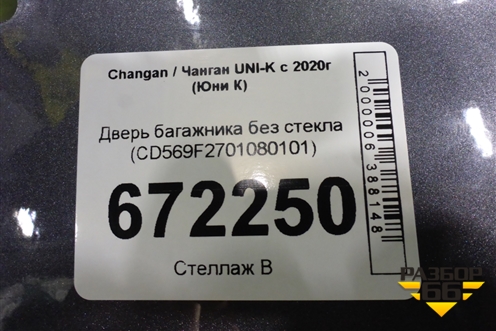 Changan / Чанган UNI-K с 2020г
(Юни К)
Дверь багажника без стекла
(CD569F2701080101)
672250
Стеллаж В
2000006388148
РАЗБОР
66